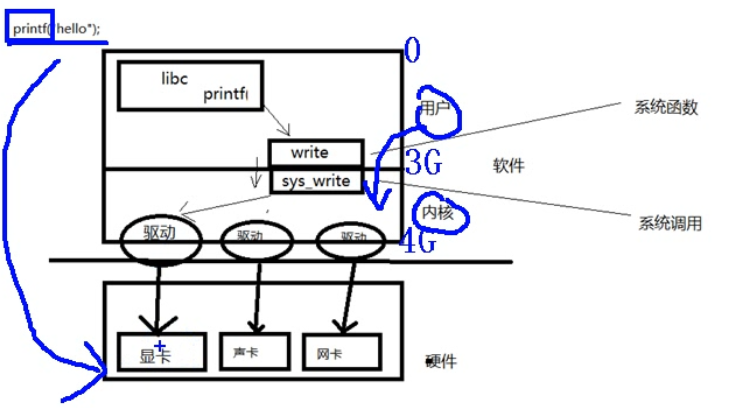 printf("hello");
0
libc
printf(
用户
系统函数
write
3G
软件
sys_write
内核
系统调用
驱动
驱动
驱动
4G
显卡
声卡
网卡
硬件